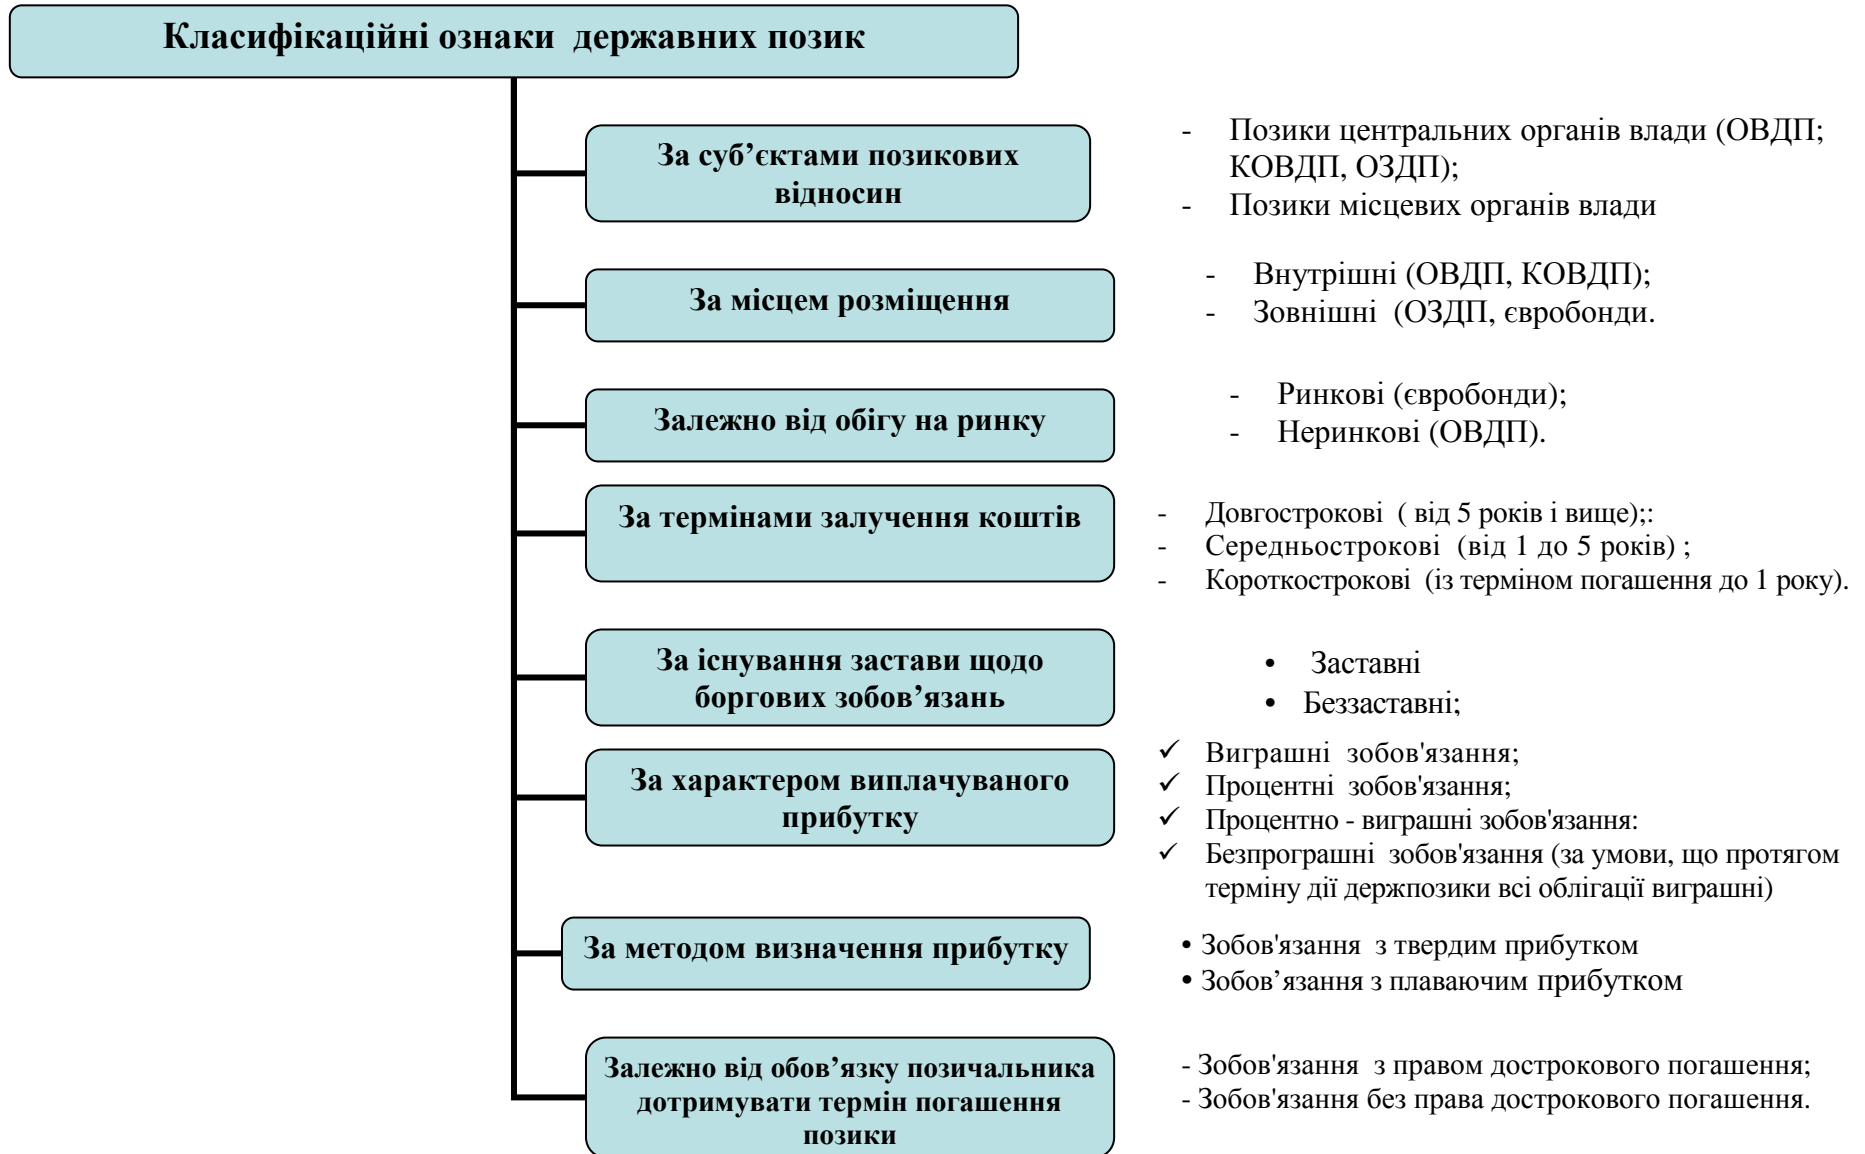 Класифікаційні ознаки державних позик
За суб’єктами позикових
відносин
- Позики центральних органів влади (ОВДП;
КОВДП, ОЗДП);
- Позики місцевих органів влади
За місцем розміщення
- Внутрішні (ОВДП, КОВДП);
- Зовнішні (ОЗДП, євробонди.
Залежно від обігу на ринку
- Ринкові (євробонди);
- Неринкові (ОВДП).
За термінами залучення коштів
- Довгострокові ( від 5 років і вище);:
- Середньострокові (від 1 до 5 років) ;
- Короткострокові (із терміном погашення до 1 року).
За існування застави щодо
боргових зобов’язань
• Заставні
• Беззаставні;
За характером виплачуваного
прибутку
✓ Виграшні зобов'язання;
✓ Процентні зобов'язання;
✓ Процентно - виграшні зобов'язання:
✓ Безпрограшні зобов'язання (за умови, що протягом
терміну дії держпозики всі облігації виграшні)
За методом визначення прибутку
• Зобов'язання з твердим прибутком
• Зобов’язання з плаваючим прибутком
Залежно від обов’язку позичальника
дотримувати термін погашення
позики
- Зобов'язання з правом дострокового погашення;
- Зобов'язання без права дострокового погашення.